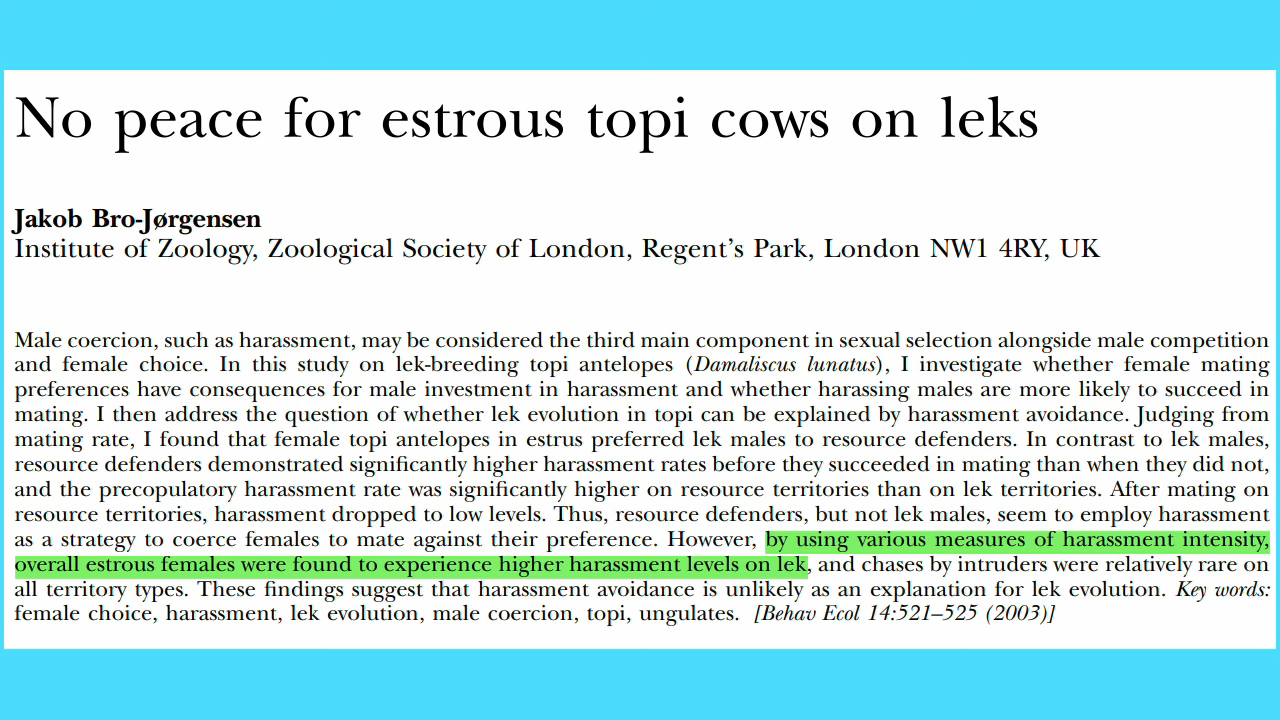 No peace for estrous topi cows on leks
Jakob Bro-Jørgensen
Institute of Zoology, Zoological Society of London, Regent's Park, London NW1 4RY, UK
Male coercion, such as harassment, may be considered the third main component in sexual selection alongside male competition
and female choice. In this study on lek-breeding topi antelopes (Damaliscus lunatus), I investigate whether female mating
preferences have consequences for male investment in harassment and whether harassing males are more likely to succeed in
mating. I then address the question of whether lek evolution in topi can be explained by harassment avoidance. Judging from
mating rate, I found that female topi antelopes in estrus preferred lek males to resource defenders. In contrast to lek males,
resource defenders demonstrated significantly higher harassment rates before they succeeded in mating than when they did not,
and the precopulatory harassment rate was significantly higher on resource territories than on lek territories. After mating on
resource territories, harassment dropped to low levels. Thus, resource defenders, but not lek males, seem to employ harassment
as a strategy to coerce females to mate against their preference. However, by using various measures of harassment intensity,
overall estrous females were found to experience higher harassment levels on lek, and chases by intruders were relatively rare on
all territory types. These findings suggest that harassment avoidance is unlikely as an explanation for lek evolution. Key words:
female choice, harassment, lek evolution, male coercion, topi, ungulates. [Behav Ecol 14:521–525 (2003)]